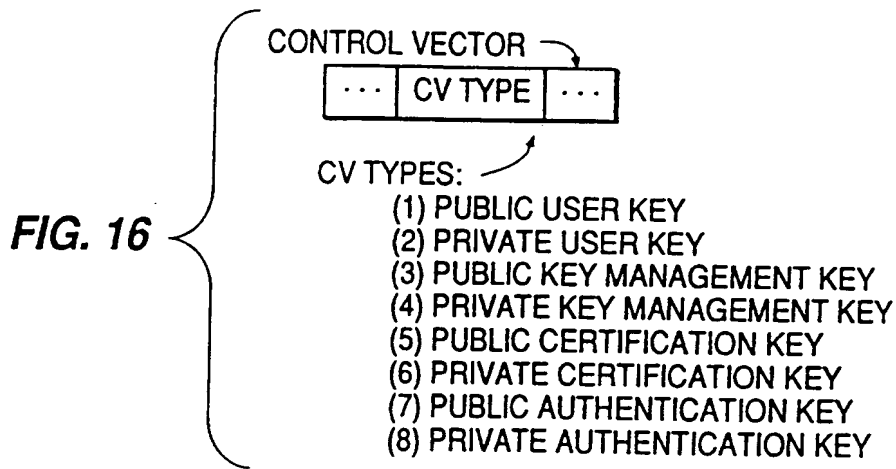 CONTROL VECTOR
··· CV TYPE ···
CV TYPES:
FIG. 16
(1) PUBLIC USER KEY
(2) PRIVATE USER KEY
(3) PUBLIC KEY MANAGEMENT KEY
(4) PRIVATE KEY MANAGEMENT KEY
(5) PUBLIC CERTIFICATION KEY
(6) PRIVATE CERTIFICATION KEY
(7) PUBLIC AUTHENTICATION KEY
(8) PRIVATE AUTHENTICATION KEY